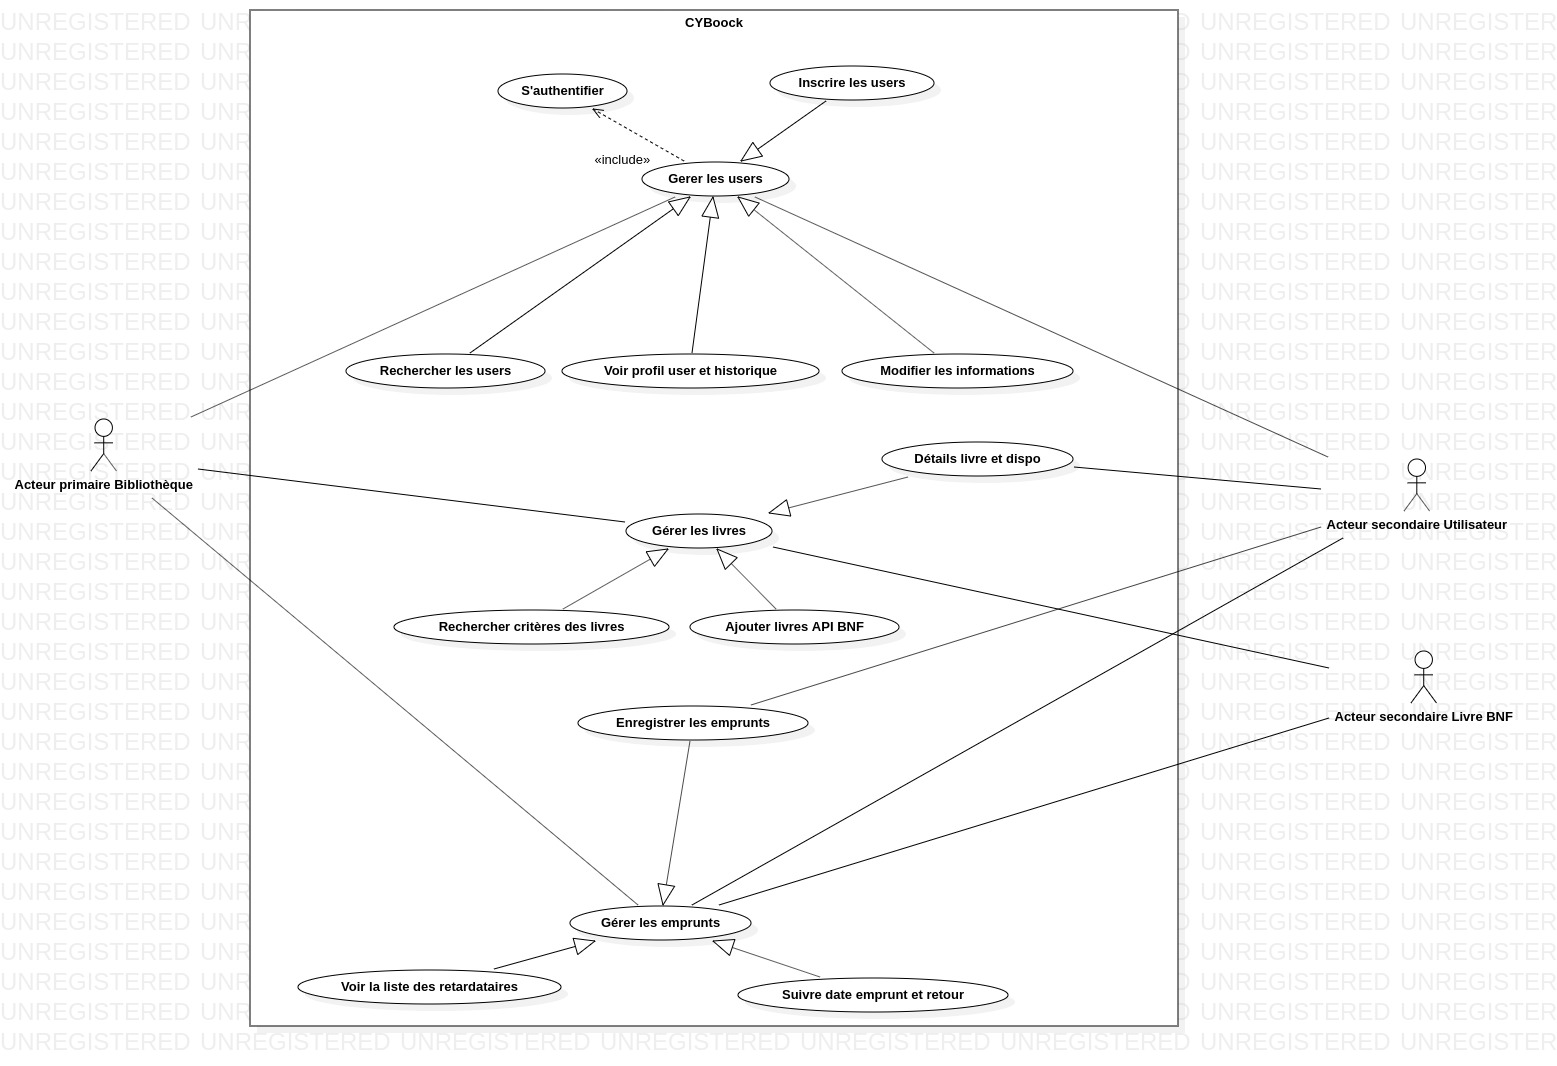 CYBoock
S'authentifier
Inscrire les users
«include»
Gerer les users
Rechercher les users
Voir profil user et historique
Modifier les informations
Acteur primaire Bibliothèque
Détails livre et dispo
Acteur secondaire Utilisateur
Gérer les livres
Rechercher critères des livres
Ajouter livres API BNF
Enregistrer les emprunts
Acteur secondaire Livre BNF
Gérer les emprunts
Voir la liste des retardataires
Suivre date emprunt et retour
UNREGISTERED UNREGISTERED UNREGISTERED UNREGISTERED UNREGISTERED UNREGISTERED UNREGISTERED